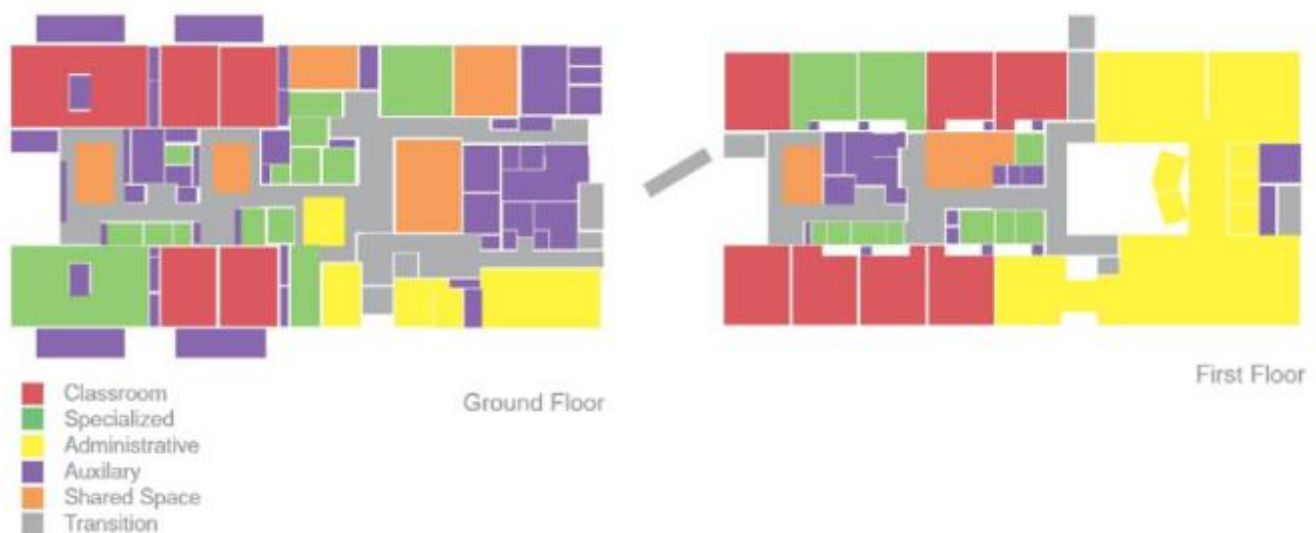 First Floor
Ground Floor
Classroom
Specialized
Administrative
Auxilary
Shared Space
Transition